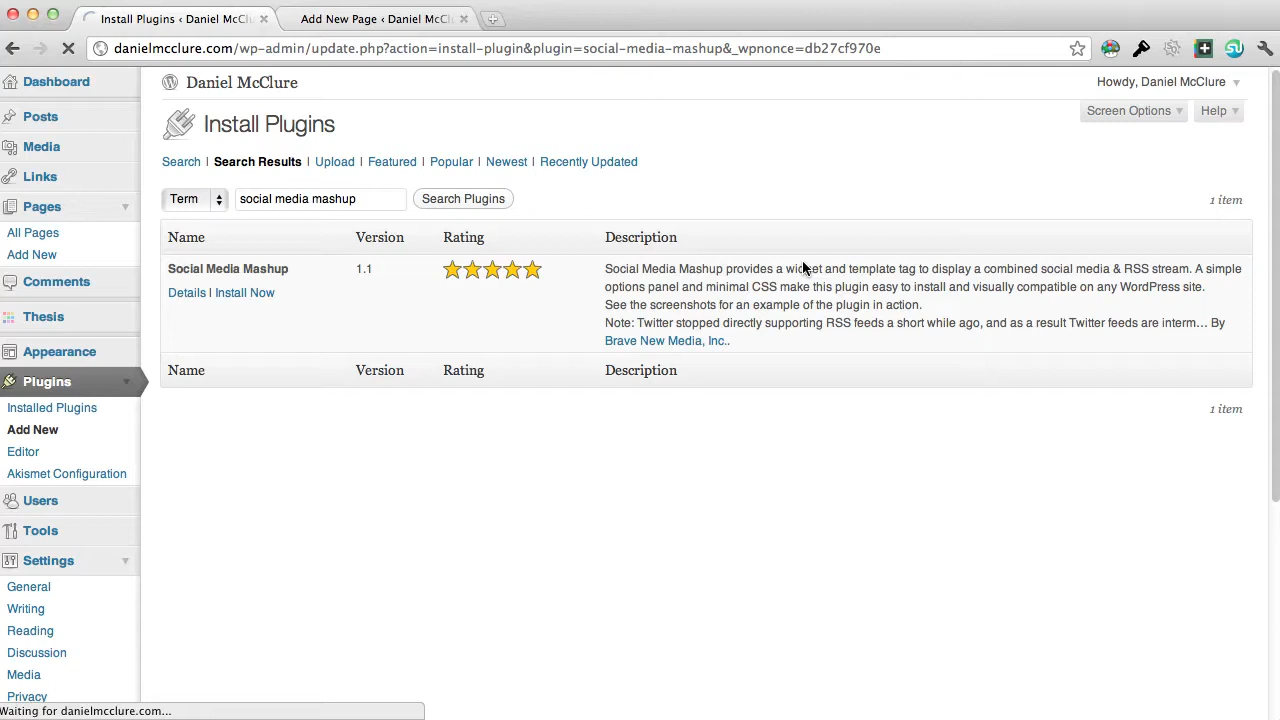 Install Plugins ‹ Daniel McClu
Add New Page ‹ Daniel McCl
danielmcclure.com/wp-admin/update.php?action=install-plugin&plugin=social-media-mashup&_wpnonce=db27cf970e
Dashboard
Posts
Media
Links
Pages
All Pages
Add New
Comments
Thesis
Appearance
Plugins
Installed Plugins
Add New
Editor
Akismet Configuration
Users
Tools
Settings
General
Writing
Reading
Discussion
Media
Privacy
Daniel McClure
Howdy, Daniel McClure
Screen Options
Help
Install Plugins
Search | Search Results | Upload | Featured | Popular | Newest | Recently Updated
Term social media mashup Search Plugins
1 item
Name Version Rating Description
Social Media Mashup 1.1
Details | Install Now
Social Media Mashup provides a widget and template tag to display a combined social media & RSS stream. A simple
options panel and minimal CSS make this plugin easy to install and visually compatible on any WordPress site.
See the screenshots for an example of the plugin in action.
Note: Twitter stopped directly supporting RSS feeds a short while ago, and as a result Twitter feeds are interm… By
Brave New Media, Inc..
Name Version Rating Description
1 item
Waiting for danielmcclure.com...